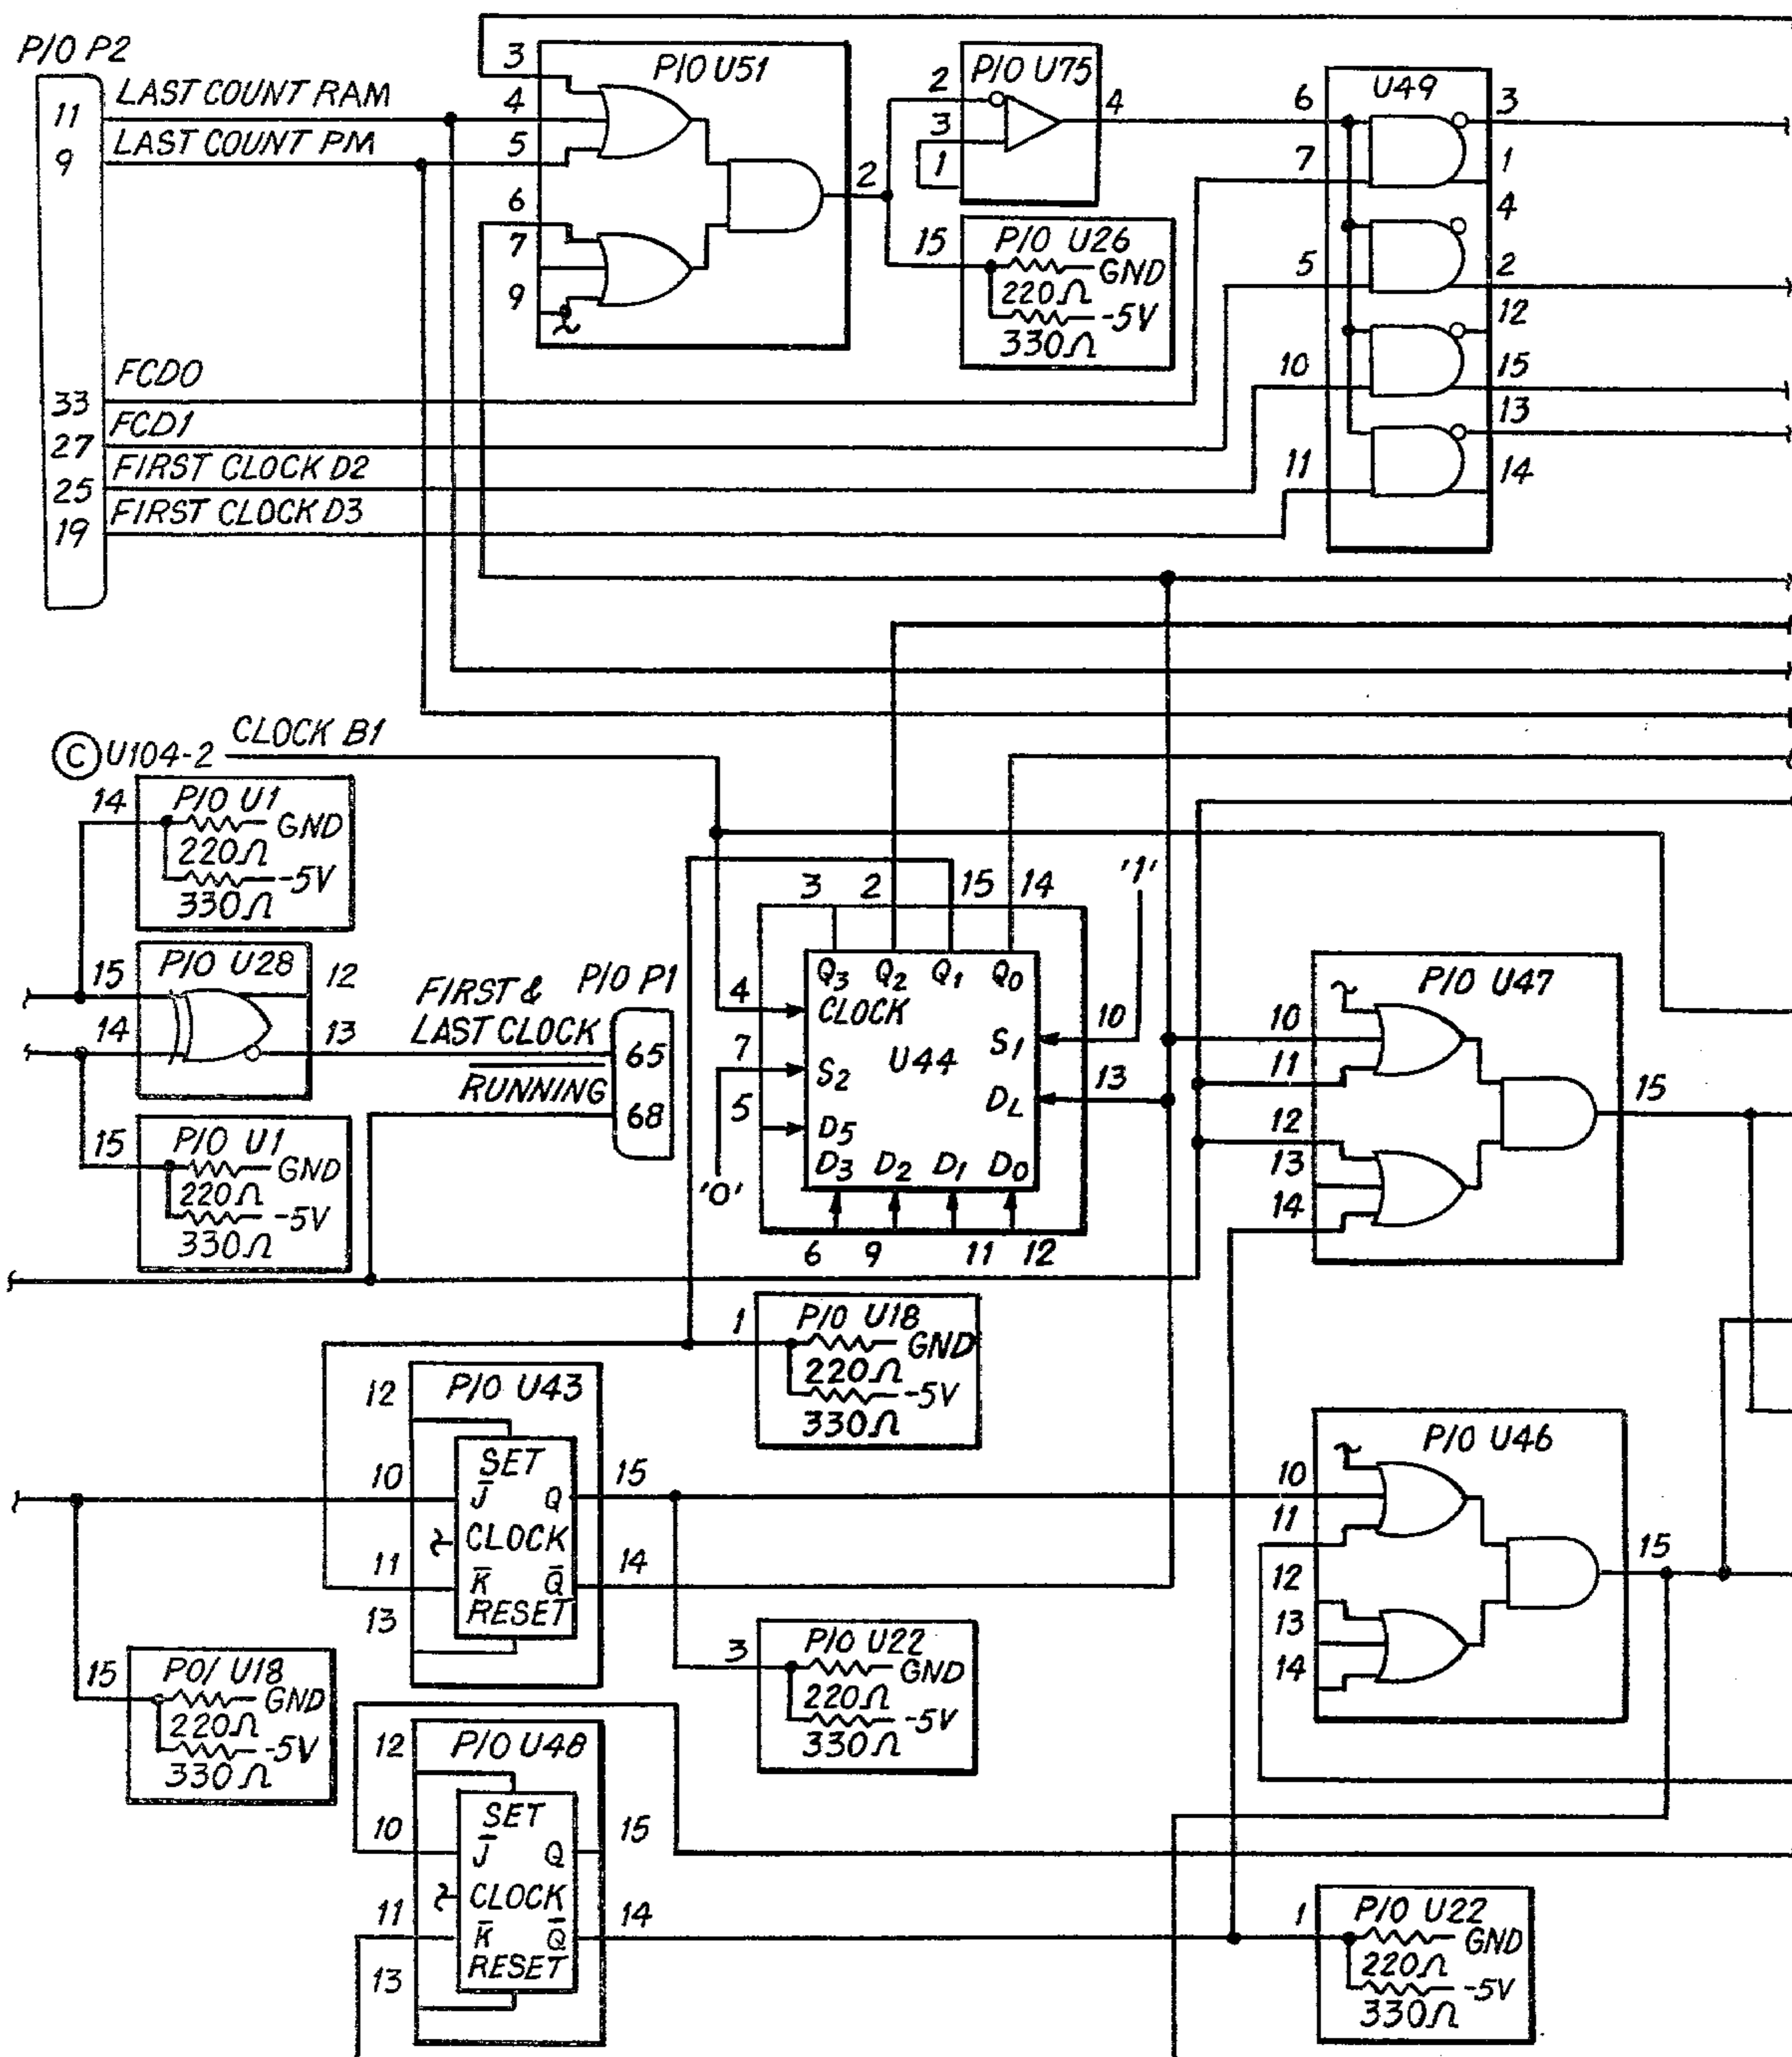 P/O P2
11 LAST COUNT RAM
9 LAST COUNT PM
33 FCD0
27 FCD1
25 FIRST CLOCK D2
19 FIRST CLOCK D3
P/O U51
3
4
5
6
7
9
2
P/O U75
2
3
1
4
P/O U26
15
GND
220Ω
-5V
330Ω
U49
6
7
5
10
11
3
1
4
2
12
15
13
14
Ⓒ U104-2 CLOCK B1
14
P/O U1
GND
220Ω
-5V
330Ω
P/O U28
15
14
12
13
FIRST &
LAST CLOCK
RUNNING
P/O P1
65
68
15
P/O U1
GND
220Ω
-5V
330Ω
3 2 15 14
'1'
Q3 Q2 Q1 Q0
4 CLOCK
7 S2
U44
S1 10
DL 13
5 D5
D3 D2 D1 D0
'0'
6 9 11 12
P/O U47
10
11
12
13
14
15
1
P/O U18
GND
220Ω
-5V
330Ω
P/O U43
12
SET
10 J̄ Q 15
CLOCK
11 K̄ Q̄ 14
RESET
13
P/O U46
10
11
12
13
14
15
3
P/O U22
GND
220Ω
-5V
330Ω
15
PO/ U18
GND
220Ω
-5V
330Ω
P/O U48
12
SET
10 J̄ Q 15
CLOCK
11 K̄ Q̄ 14
RESET
13
1
P/O U22
GND
220Ω
-5V
330Ω